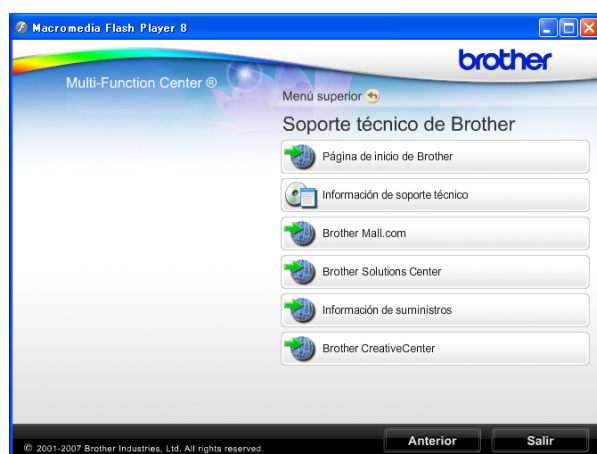 Macromedia Flash Player 8
brother
Multi-Function Center ®
Menú superior
Soporte técnico de Brother
Página de inicio de Brother
Información de soporte técnico
Brother Mall.com
Brother Solutions Center
Información de suministros
Brother CreativeCenter
© 2001-2007 Brother Industries, Ltd. All rights reserved.
Anterior
Salir